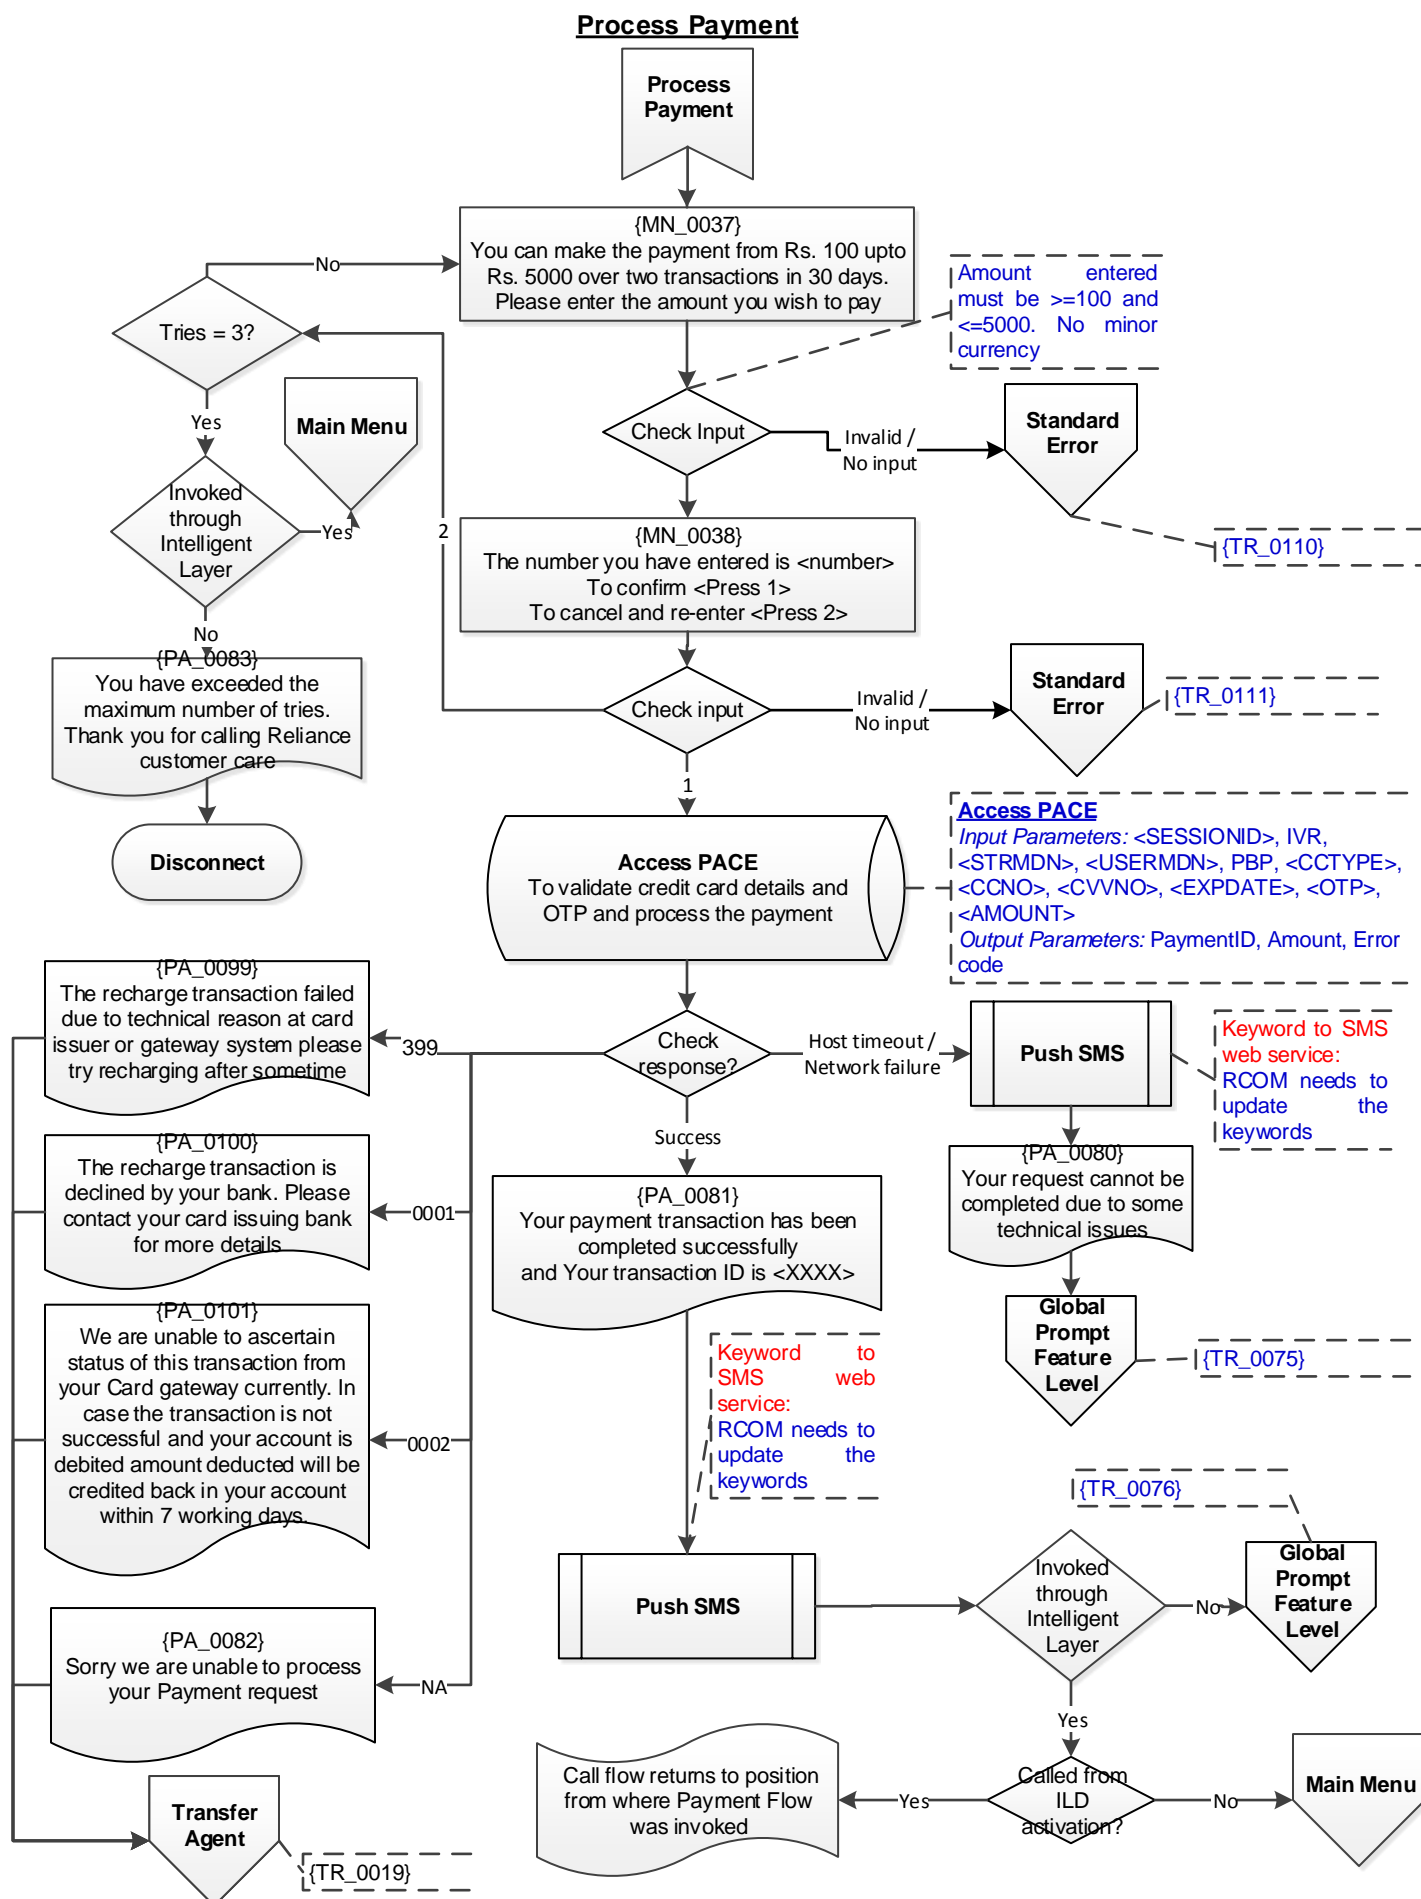 Process Payment
Process
Payment
{MN_0037}
You can make the payment from Rs. 100 upto
Rs. 5000 over two transactions in 30 days.
Please enter the amount you wish to pay
No
Amount entered
must be >=100 and
<=5000. No minor
currency
Tries = 3?
Yes
Main Menu
Check Input
Invalid /
No input
Standard
Error
{TR_0110}
Invoked
through
Intelligent
Layer
Yes
2
{MN_0038}
The number you have entered is <number>
To confirm <Press 1>
To cancel and re-enter <Press 2>
No
{PA_0083}
You have exceeded the
maximum number of tries.
Thank you for calling Reliance
customer care
Check input
Invalid /
No input
Standard
Error
{TR_0111}
1
Disconnect
Access PACE
To validate credit card details and
OTP and process the payment
Access PACE
Input Parameters: <SESSIONID>, IVR,
<STRMDN>, <USERMDN>, PBP, <CCTYPE>,
<CCNO>, <CVVNO>, <EXPDATE>, <OTP>,
<AMOUNT>
Output Parameters: PaymentID, Amount, Error
code
{PA_0099}
The recharge transaction failed
due to technical reason at card
issuer or gateway system please
try recharging after sometime
399
Check
response?
Host timeout /
Network failure
Push SMS
Keyword to SMS
web service:
RCOM needs to
update the
keywords
Success
{PA_0100}
The recharge transaction is
declined by your bank. Please
contact your card issuing bank
for more details
0001
{PA_0081}
Your payment transaction has been
completed successfully
and Your transaction ID is <XXXX>
{PA_0080}
Your request cannot be
completed due to some
technical issues
Global
Prompt
Feature
Level
{TR_0075}
{PA_0101}
We are unable to ascertain
status of this transaction from
your Card gateway currently. In
case the transaction is not
successful and your account is
debited amount deducted will be
credited back in your account
within 7 working days.
0002
Keyword to
SMS web
service:
RCOM needs to
update the
keywords
{TR_0076}
Push SMS
Invoked
through
Intelligent
Layer
No
Global
Prompt
Feature
Level
{PA_0082}
Sorry we are unable to process
your Payment request
NA
Yes
Call flow returns to position
from where Payment Flow
was invoked
Yes
Called from
ILD
activation?
No
Main Menu
Transfer
Agent
{TR_0019}